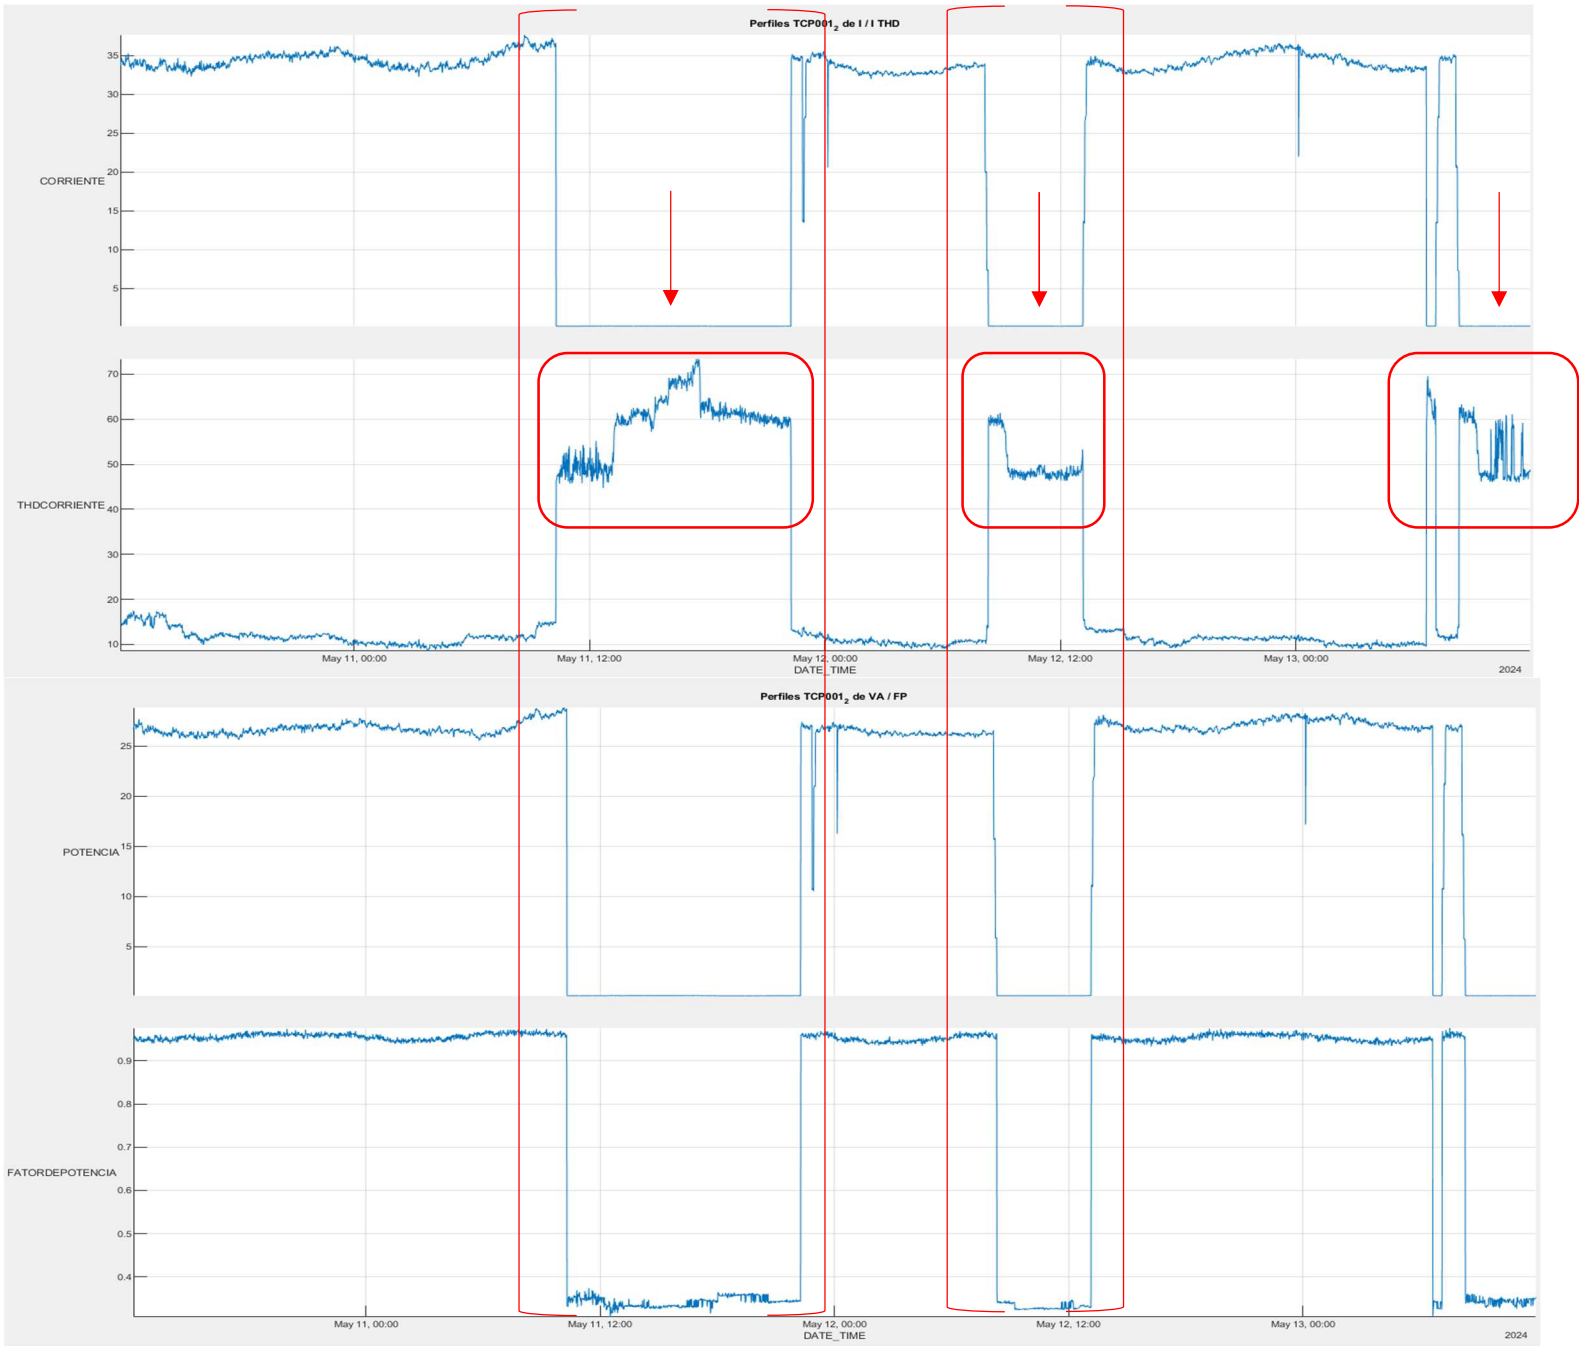 Perfiles TCP001₂ de I / I THD
35
30
25
CORRIENTE 20
15
10
5
70
60
50
THDCORRIENTE 40
30
20
10
May 11, 00:00 May 11, 12:00 May 12, 00:00 May 12, 12:00 May 13, 00:00
DATE_TIME 2024
Perfiles TCP001₂ de VA / FP
25
20
POTENCIA 15
10
5
0.9
0.8
0.7
FATORDEPOTENCIA 0.6
0.5
0.4
May 11, 00:00 May 11, 12:00 May 12, 00:00 May 12, 12:00 May 13, 00:00
DATE_TIME 2024